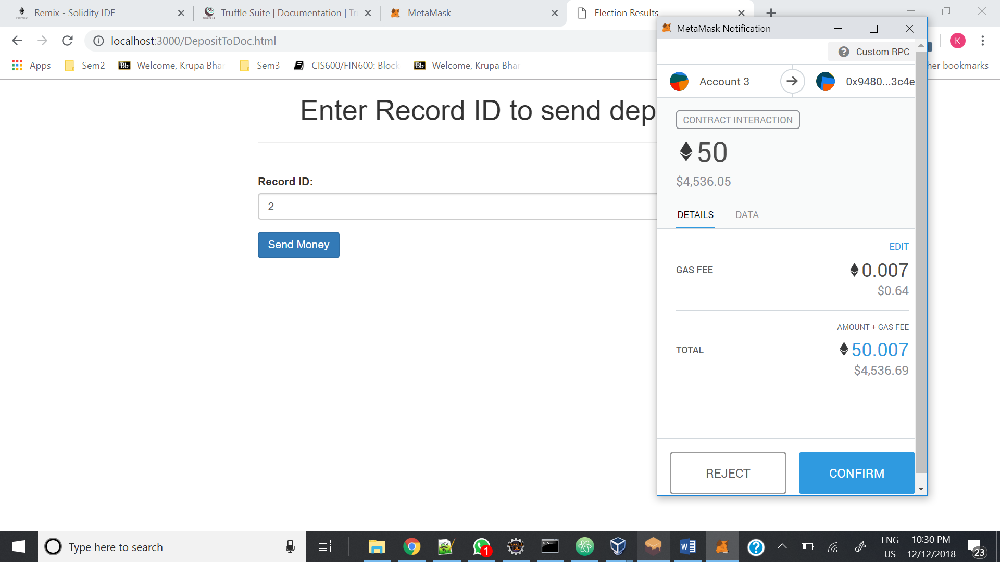 Remix - Solidity IDE
Truffle Suite | Documentation | Tr
MetaMask
Election Results
MetaMask Notification
localhost:3000/DepositToDoc.html
K
Custom RPC
Apps
Sem2
Bb Welcome, Krupa Bhar
Sem3
CIS600/FIN600: Block
Bb Welcome, Krupa Bhar
her bookmarks
Account 3
0x9480...3c4e
Enter Record ID to send dep
CONTRACT INTERACTION
50
$4,536.05
Record ID:
2
DETAILS
DATA
Send Money
EDIT
GAS FEE
0.007
$0.64
AMOUNT + GAS FEE
TOTAL
50.007
$4,536.69
REJECT
CONFIRM
Type here to search
1
ENG
US
10:30 PM
12/12/2018
23